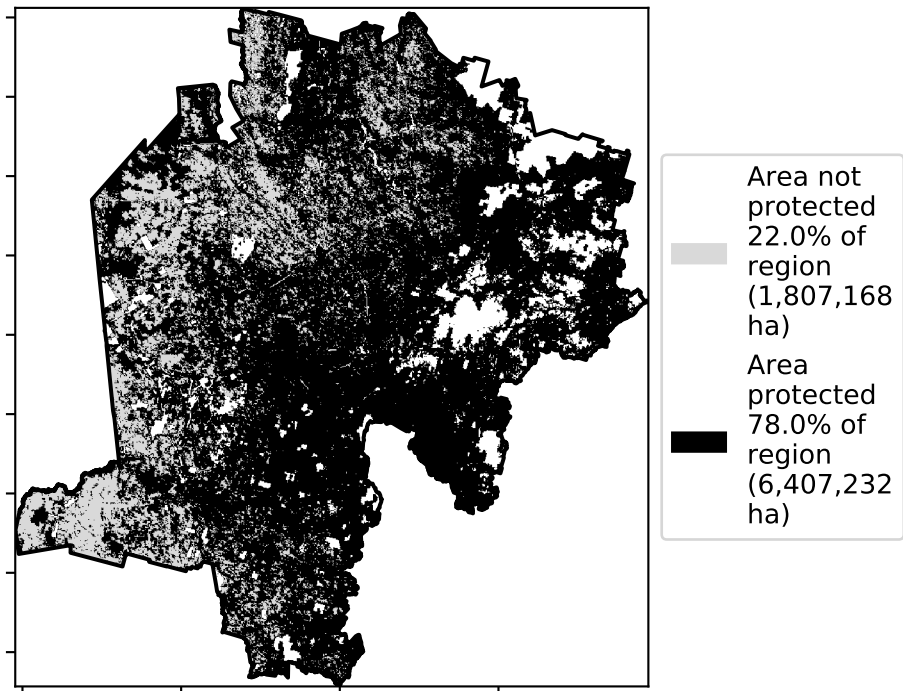 Area not
protected
22.0% of
region
(1,807,168
ha)
Area
protected
78.0% of
region
(6,407,232
ha)